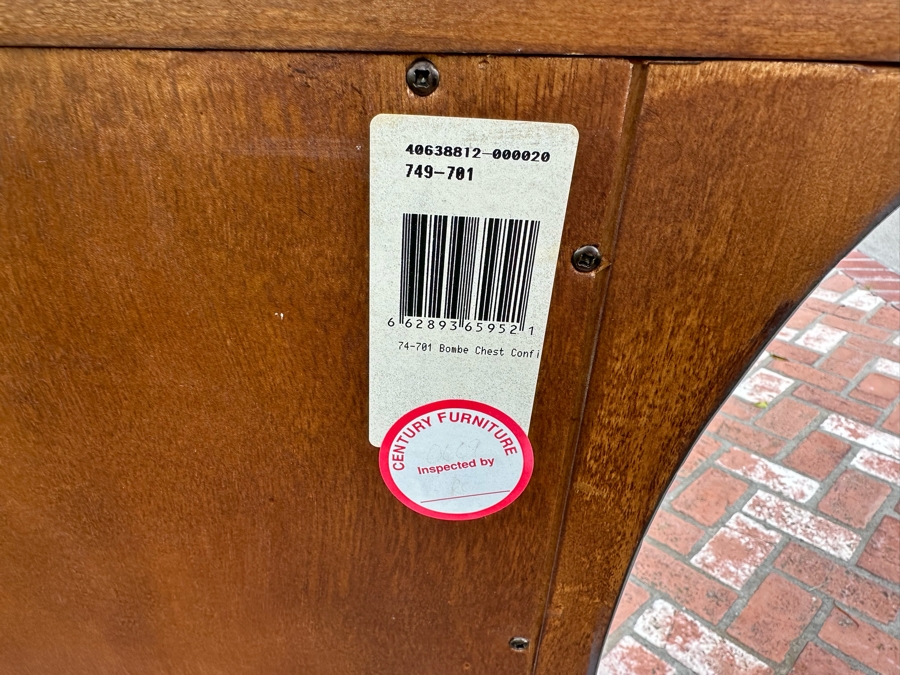 40638812-000020
749-701
6 62893 65952 1
74-701 Bombe Chest Confi
CENTURY FURNITURE
Inspected by